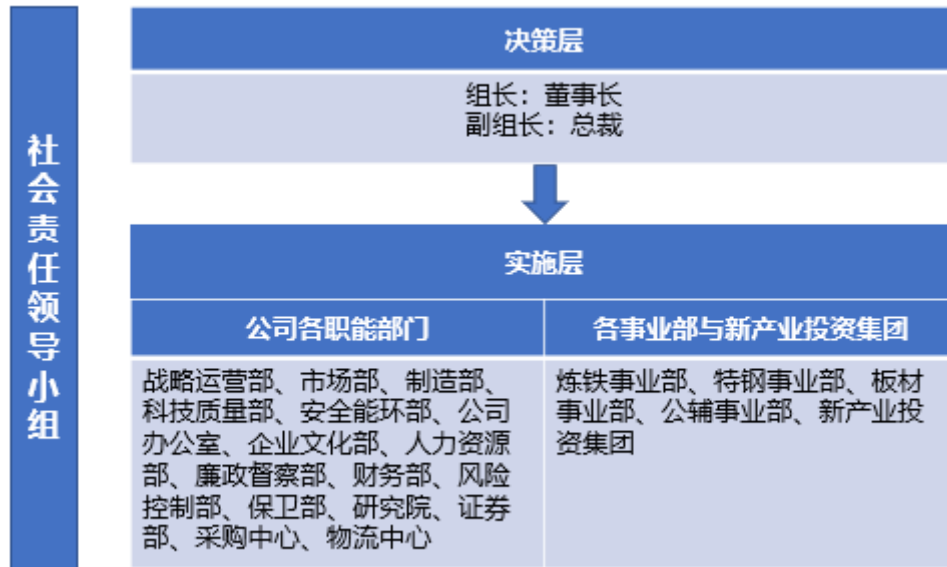 社会责任领导小组
决策层
组长：董事长
副组长：总裁
实施层
公司各职能部门
战略运营部、市场部、制造部、
科技质量部、安全能环部、公司
办公室、企业文化部、人力资源
部、廉政督察部、财务部、风险
控制部、保卫部、研究院、证券
部、采购中心、物流中心
各事业部与新产业投资集团
炼铁事业部、特钢事业部、板材
事业部、公辅事业部、新产业投
资集团